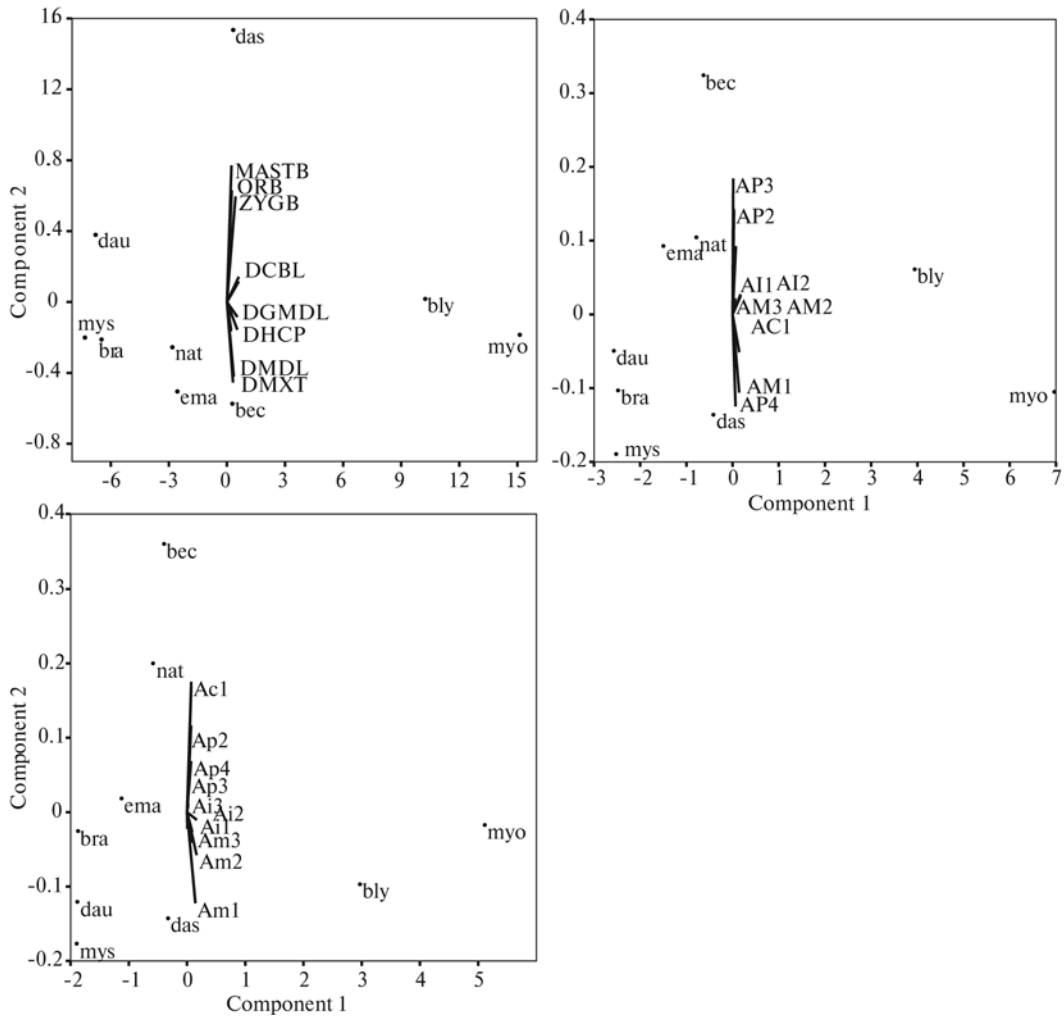 16
12
0.8
0.4
0
-0.4
-0.8
Component 2
das
MASTB
ORB
ZYGB
dau
DCBL
DGMDL
DHCP
bly
mys
bra
nat
myo
DMDL
DMXT
ema
bec
-6 -3 0 3 6 9 12 15
0.4
0.3
0.2
0.1
0
-0.1
-0.2
bec
AP3
AP2
nat
ema
AI1 AI2
bly
AM3 AM2
AC1
dau
bra
AM1
AP4
das
myo
mys
-3 -2 -1 0 1 2 3 4 5 6 7
Component 1
0.4
0.3
0.2
0.1
0
-0.1
-0.2
Component 2
bec
nat
Ac1
Ap2
Ap4
Ap3
ema
Ai3
Ai2
Ai1
bra
Am3
myo
Am2
bly
dau
Am1
das
mys
-2 -1 0 1 2 3 4 5
Component 1